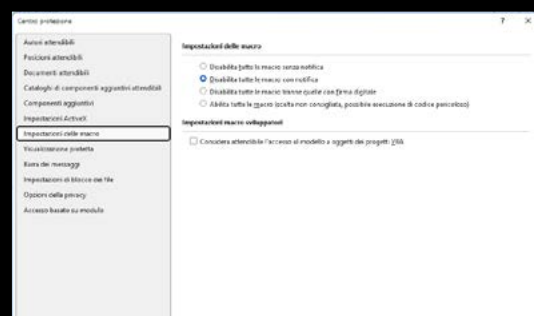 Centro protezione
Autori attendibili
Posizioni attendibili
Documenti attendibili
Cataloghi di componenti aggiuntivi attendibili
Componenti aggiuntivi
Impostazioni ActiveX
Impostazioni delle macro
Visualizzazione protetta
Barra dei messaggi
Impostazioni di blocco dei file
Opzioni della privacy
Accesso basato su modulo
Impostazioni delle macro
Disabilita tutte le macro senza notifica
Disabilita tutte le macro con notifica
Disabilita tutte le macro tranne quelle con firma digitale
Abilita tutte le macro (scelta non consigliata, possibile esecuzione di codice pericoloso)
Impostazioni macro sviluppatori
Considera attendibile l'accesso al modello a oggetti dei progetti VBA